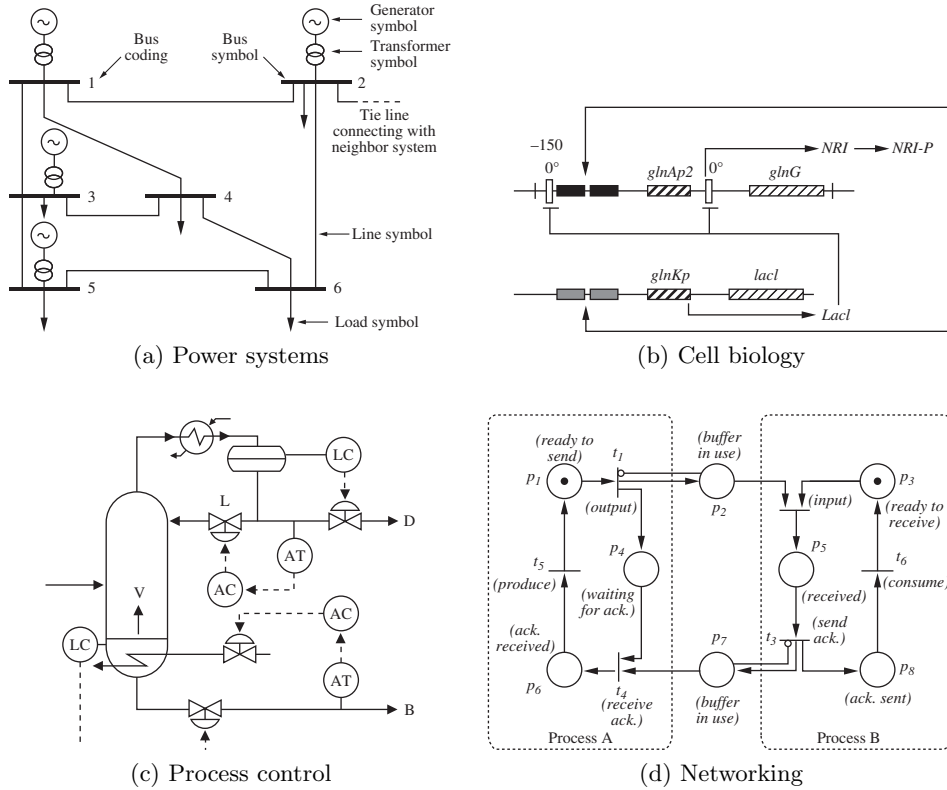 Generator
symbol
Bus
coding
Bus
symbol
Transformer
symbol
1
2
Tie line
connecting with
neighbor system
3
4
Line symbol
5
6
Load symbol
(a) Power systems
–150
0°
glnAp2
0°
NRI
NRI-P
glnG
glnKp
lacl
Lacl
(b) Cell biology
LC
L
D
AT
AC
V
AC
LC
AT
B
(c) Process control
(ready to
send)
t1
(buffer
in use)
p1
(output)
p2
(input)
p3
(ready to
receive)
p4
p5
t5
(produce)
(waiting
for ack.)
(received)
t6
(consume)
(ack.
received)
p7
t3
(send
ack.)
p6
t4
(receive
ack.)
(buffer
in use)
p8
(ack. sent)
Process A
Process B
(d) Networking